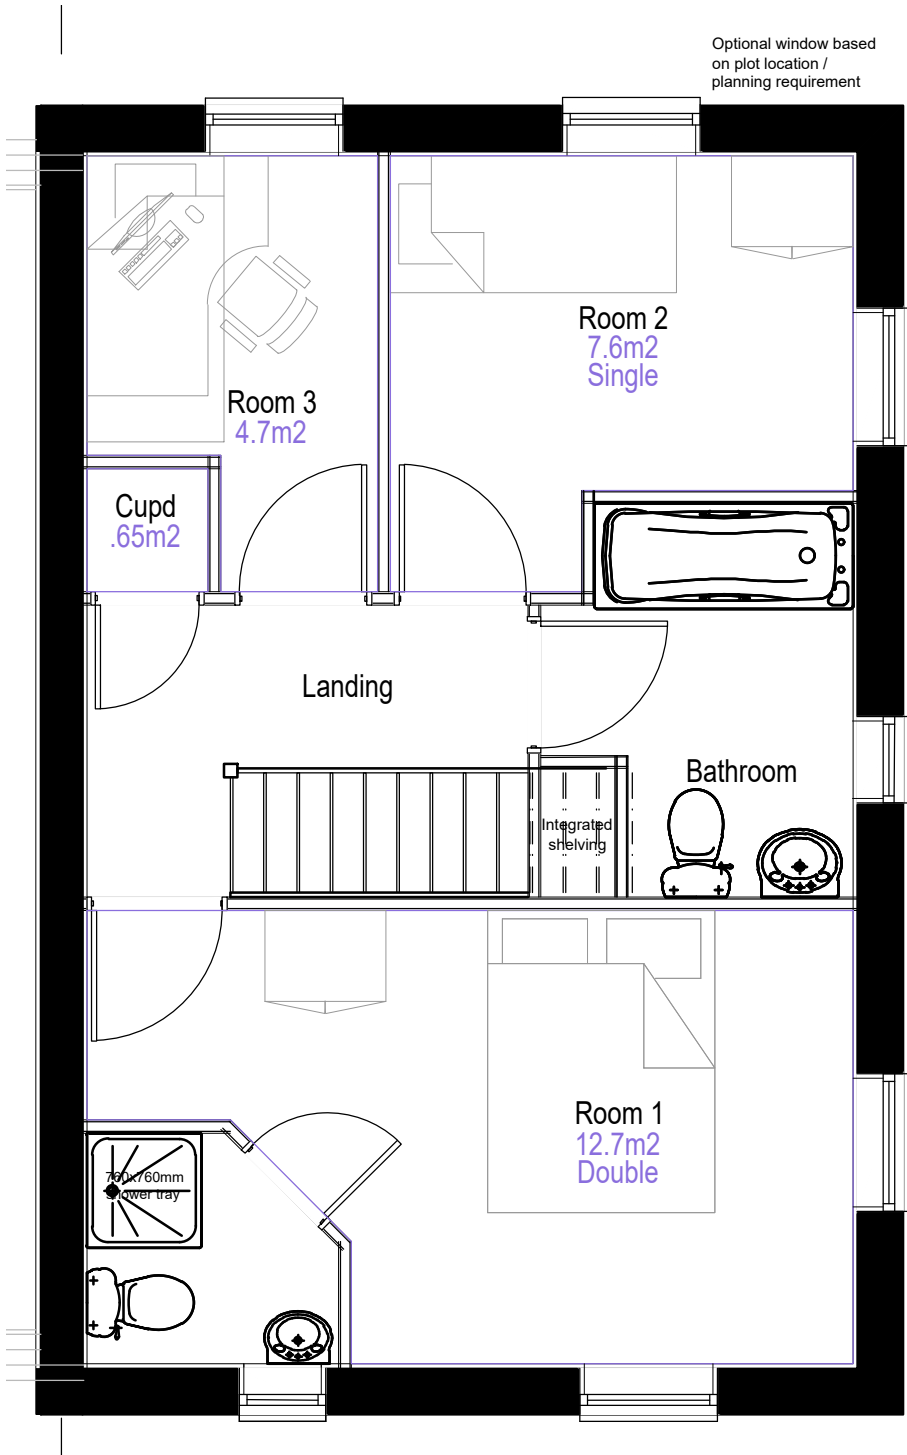 Optional window based
on plot location /
planning requirement
Room 2
7.6m2
Single
Room 3
4.7m2
Cupd
.65m2
Landing
Bathroom
Integrated
shelving
Room 1
12.7m2
Double
760x760mm
shower tray